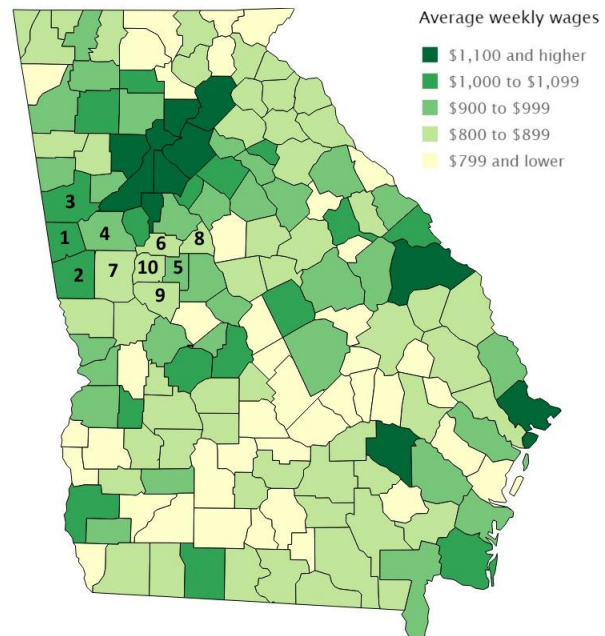 Average weekly wages
$1,100 and higher
$1,000 to $1,099
$900 to $999
$800 to $899
$799 and lower
3
1
4
6
8
2
7
10
5
9